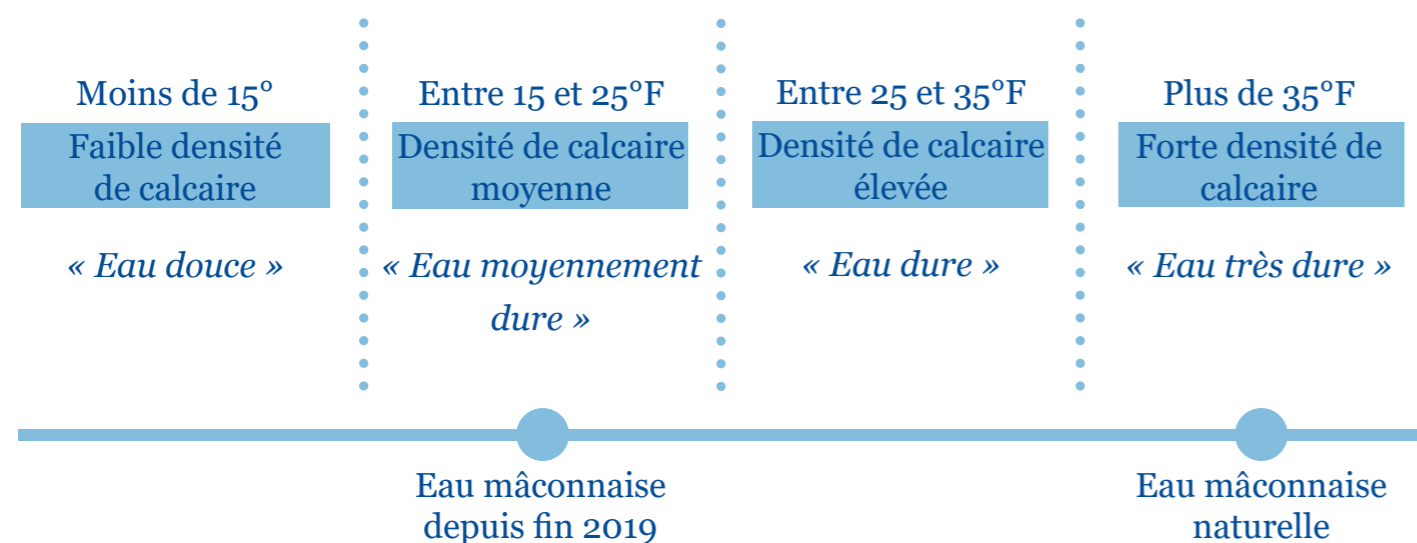 Moins de 15°
Faible densité
de calcaire
« Eau douce »
Entre 15 et 25°F
Densité de calcaire
moyenne
« Eau moyennement
dure »
Entre 25 et 35°F
Densité de calcaire
élevée
« Eau dure »
Plus de 35°F
Forte densité de
calcaire
« Eau très dure »
Eau mâconnaise
depuis fin 2019
Eau mâconnaise
naturelle